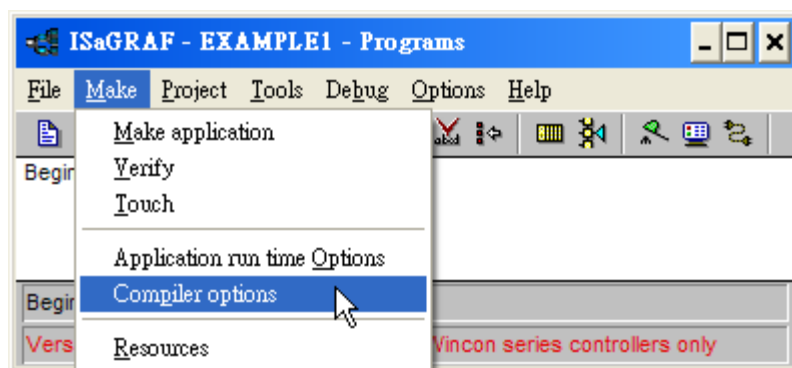 ISaGRAF - EXAMPLE1 - Programs
File Make Project Tools Debug Options Help
Make application
Begin
Verify
Touch
Application run time Options
Compiler options
Begin
Vers Wincon series controllers only
Resources